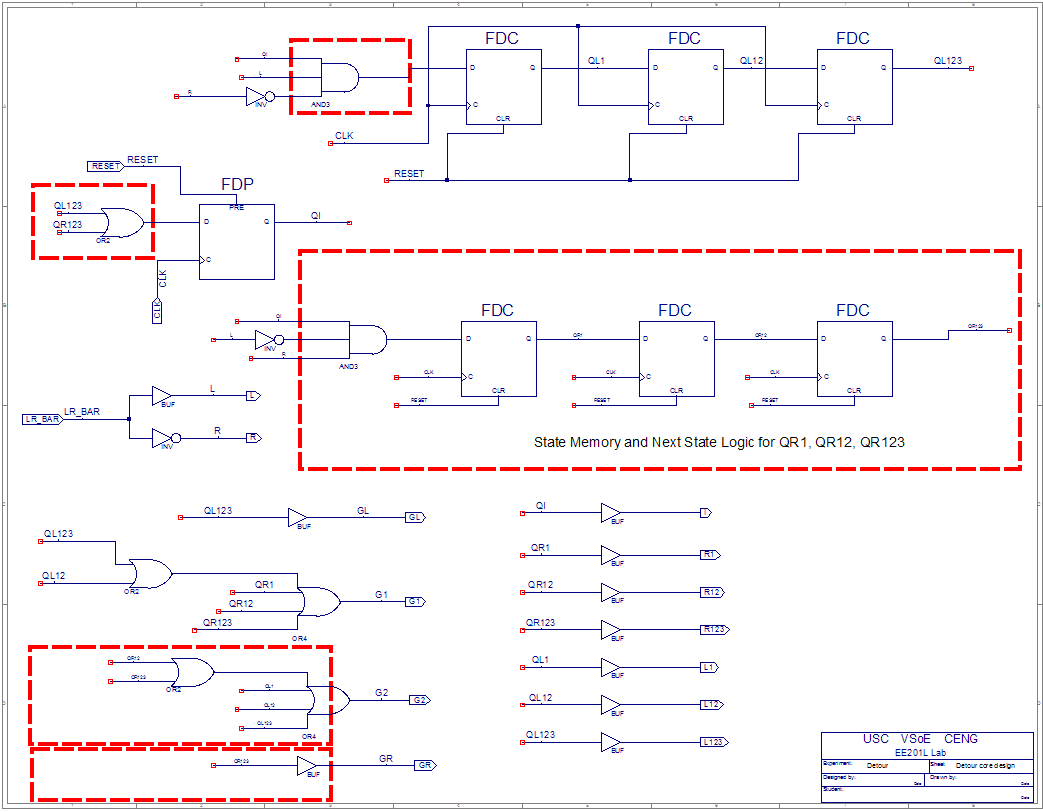 FDC FDC FDC
QI
L
R
INV
AND3
D Q QL1 D Q QL12 D Q QL123
C C C
CLR CLR CLR
CLK
RESET
RESET RESET
FDP
PRE
QL123
QR123
OR2
D Q QI
C
CLK
CLK
QI
L
INV
R
AND3
FDC FDC FDC
D Q QR1 D Q QR12 D Q QR123
CLK C CLK C CLK C
CLR CLR CLR
RESET RESET RESET
State Memory and Next State Logic for QR1, QR12, QR123
LR_BAR LR_BAR
BUF L L
INV R R
QL123 BUF GL GL
QL123
QL12
OR2
QR1
QR12
QR123
OR4
G1 G1
QR12
QR123
OR2
QL1
QL12
QL123
OR4
G2 G2
QR123 BUF GR GR
QI BUF I
QR1 BUF R1
QR12 BUF R12
QR123 BUF R123
QL1 BUF L1
QL12 BUF L12
QL123 BUF L123
USC VSoE CENG
EE201L Lab
Experiment: Detour Sheet: Detour core design
Designed by: Date Drawn by: Date
Student: Date